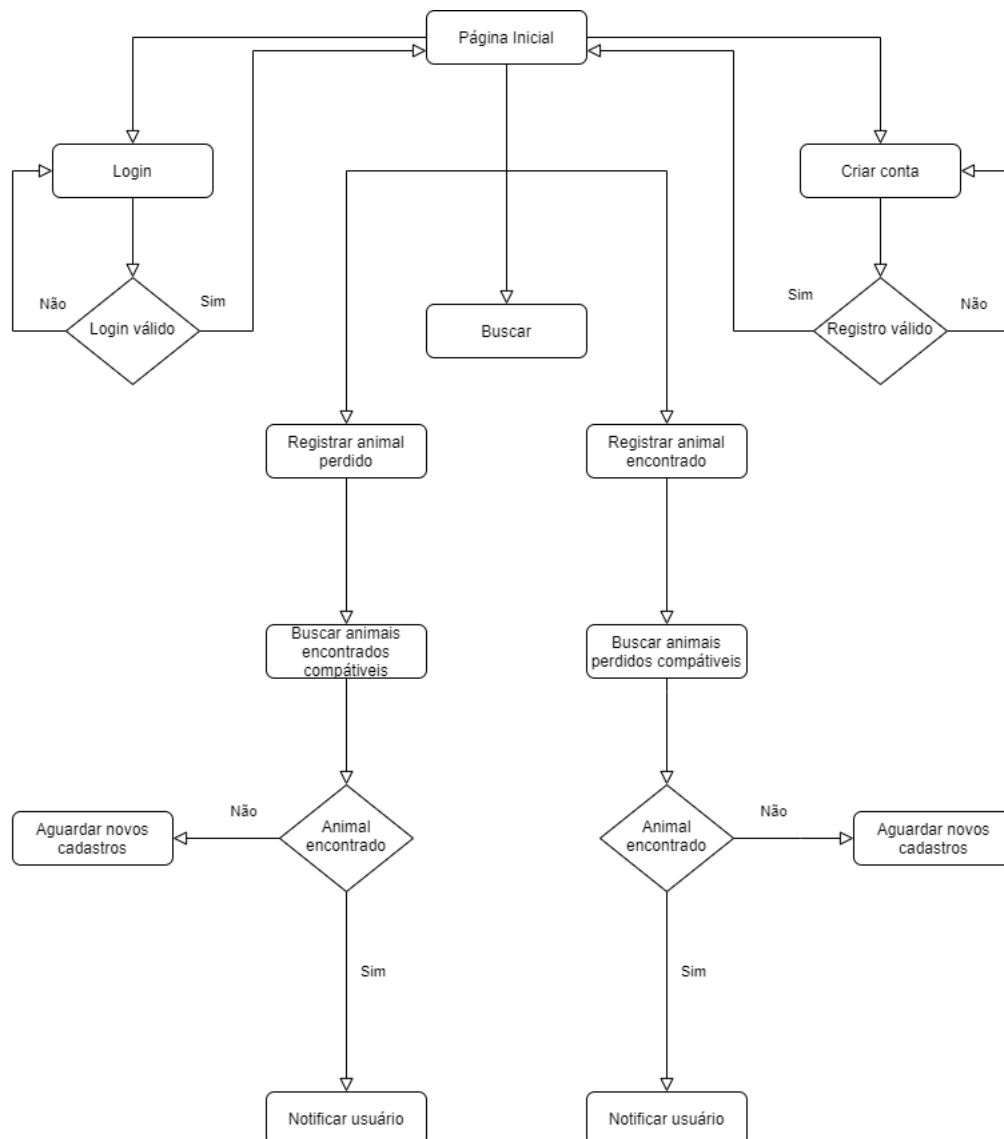 Página Inicial
Login
Criar conta
Não
Sim
Login válido
Buscar
Sim
Não
Registro válido
Registrar animal
perdido
Registrar animal
encontrado
Buscar animais
encontrados
compátiveis
Buscar animais
perdidos compátiveis
Não
Aguardar novos
cadastros
Animal
encontrado
Animal
encontrado
Não
Aguardar novos
cadastros
Sim
Sim
Notificar usuário
Notificar usuário